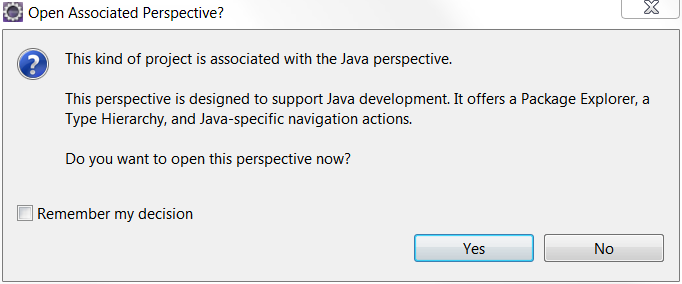 Open Associated Perspective?
This kind of project is associated with the Java perspective.
This perspective is designed to support Java development. It offers a Package Explorer, a
Type Hierarchy, and Java-specific navigation actions.
Do you want to open this perspective now?
Remember my decision
Yes No